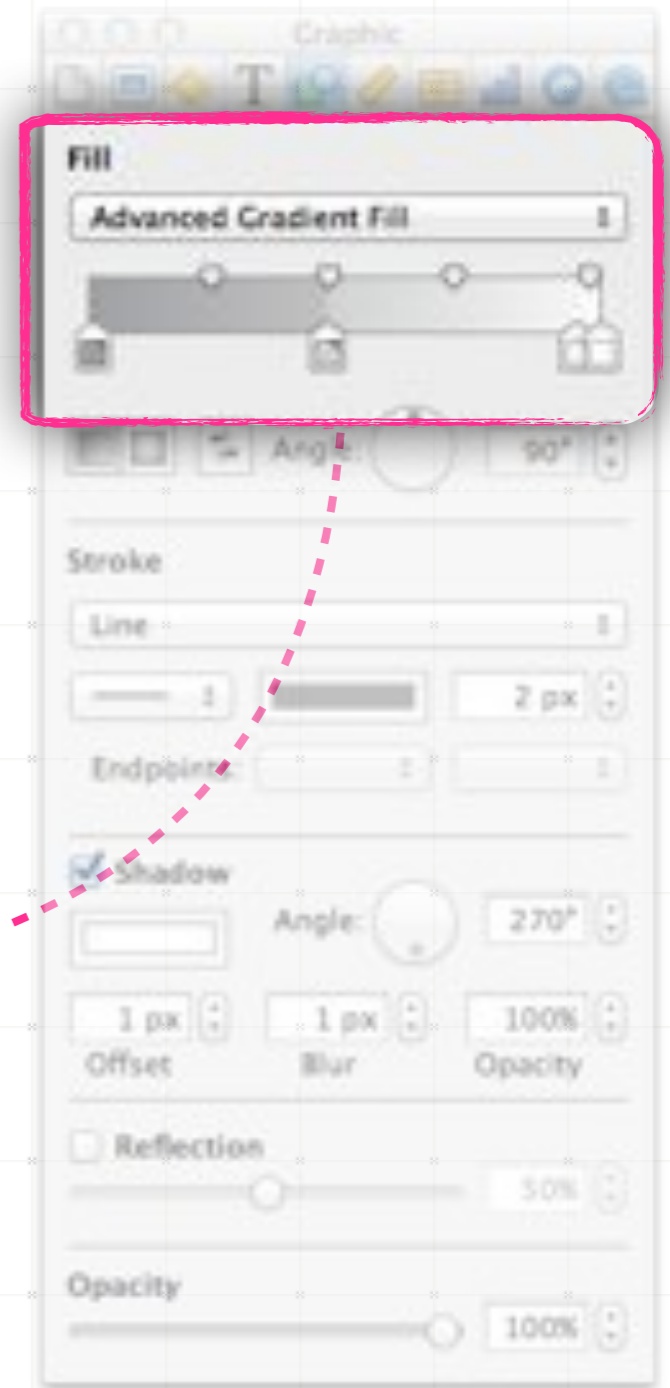 Graphic
T
Fill
Advanced Gradient Fill
Angle: 90°
Stroke
Line
2 px
Endpoints:
Shadow
Angle: 270°
1 px 1 px 100%
Offset Blur Opacity
Reflection
50%
Opacity
100%